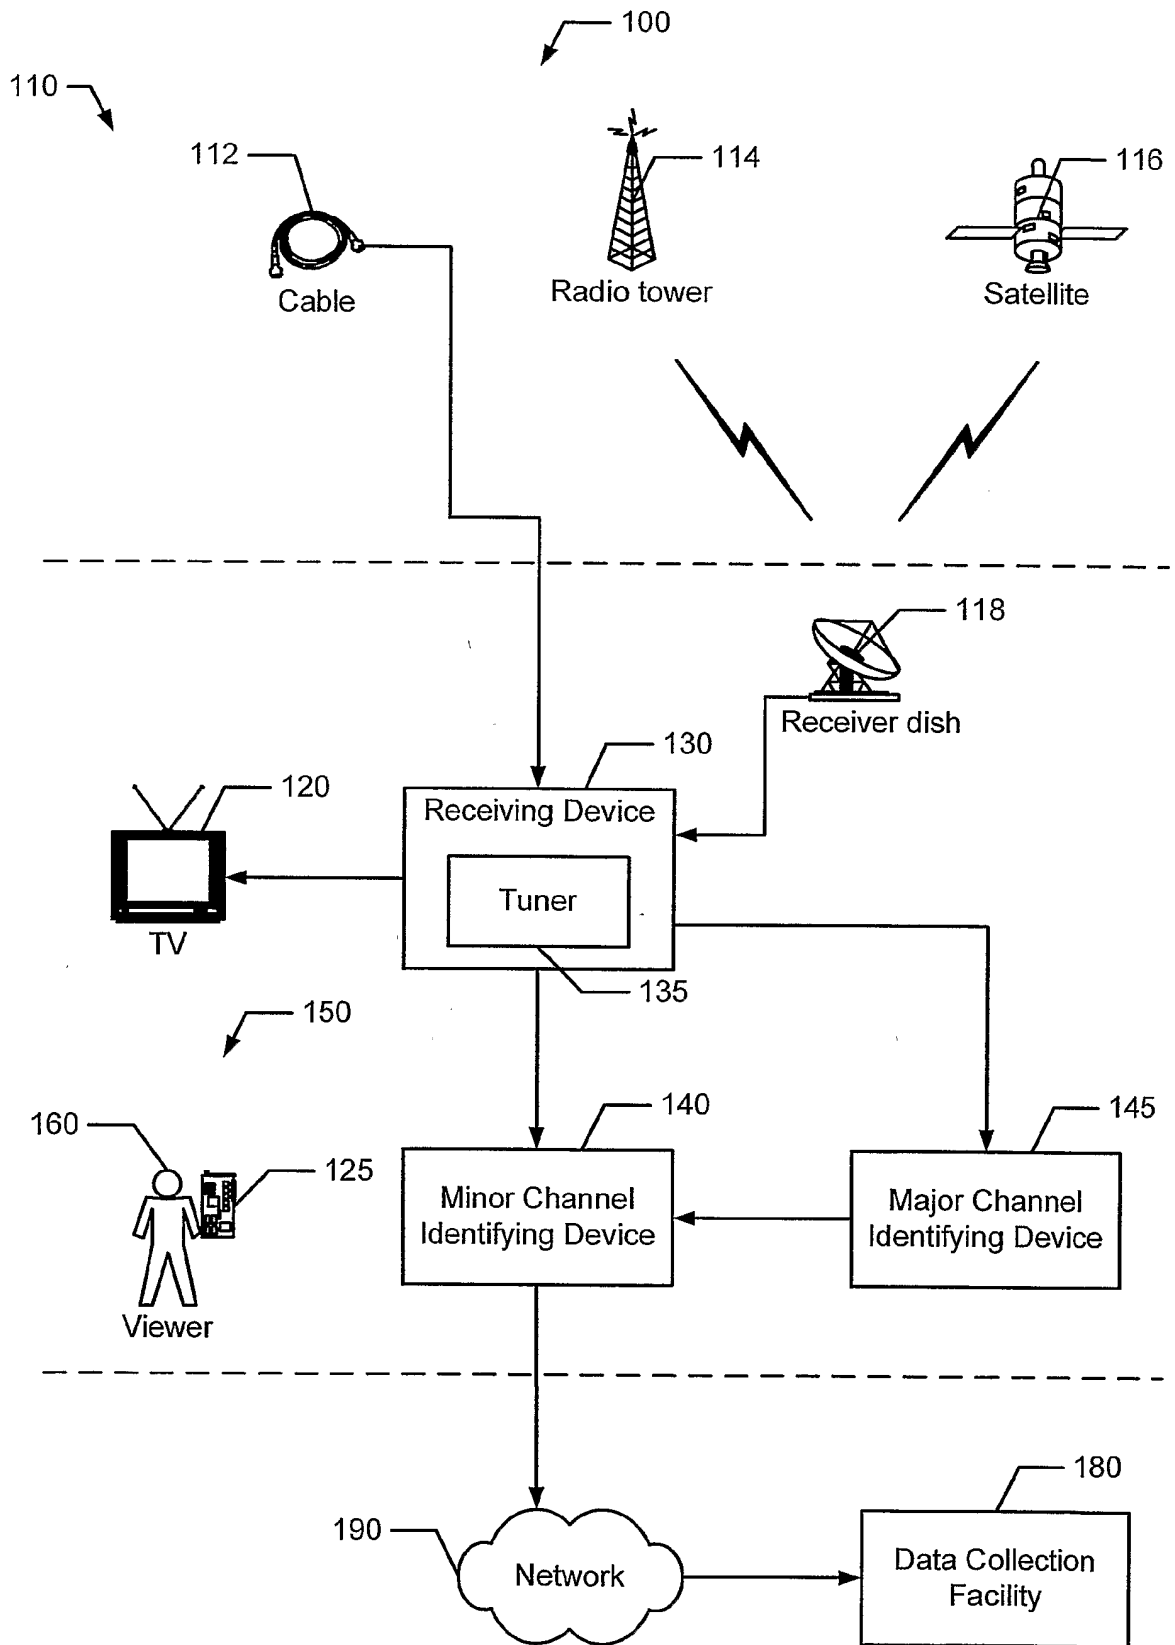 100
110
112
114
116
Cable
Radio tower
Satellite
118
Receiver dish
130
120
Receiving Device
Tuner
TV
135
150
140
145
160
125
Minor Channel
Identifying Device
Major Channel
Identifying Device
Viewer
180
190
Network
Data Collection
Facility